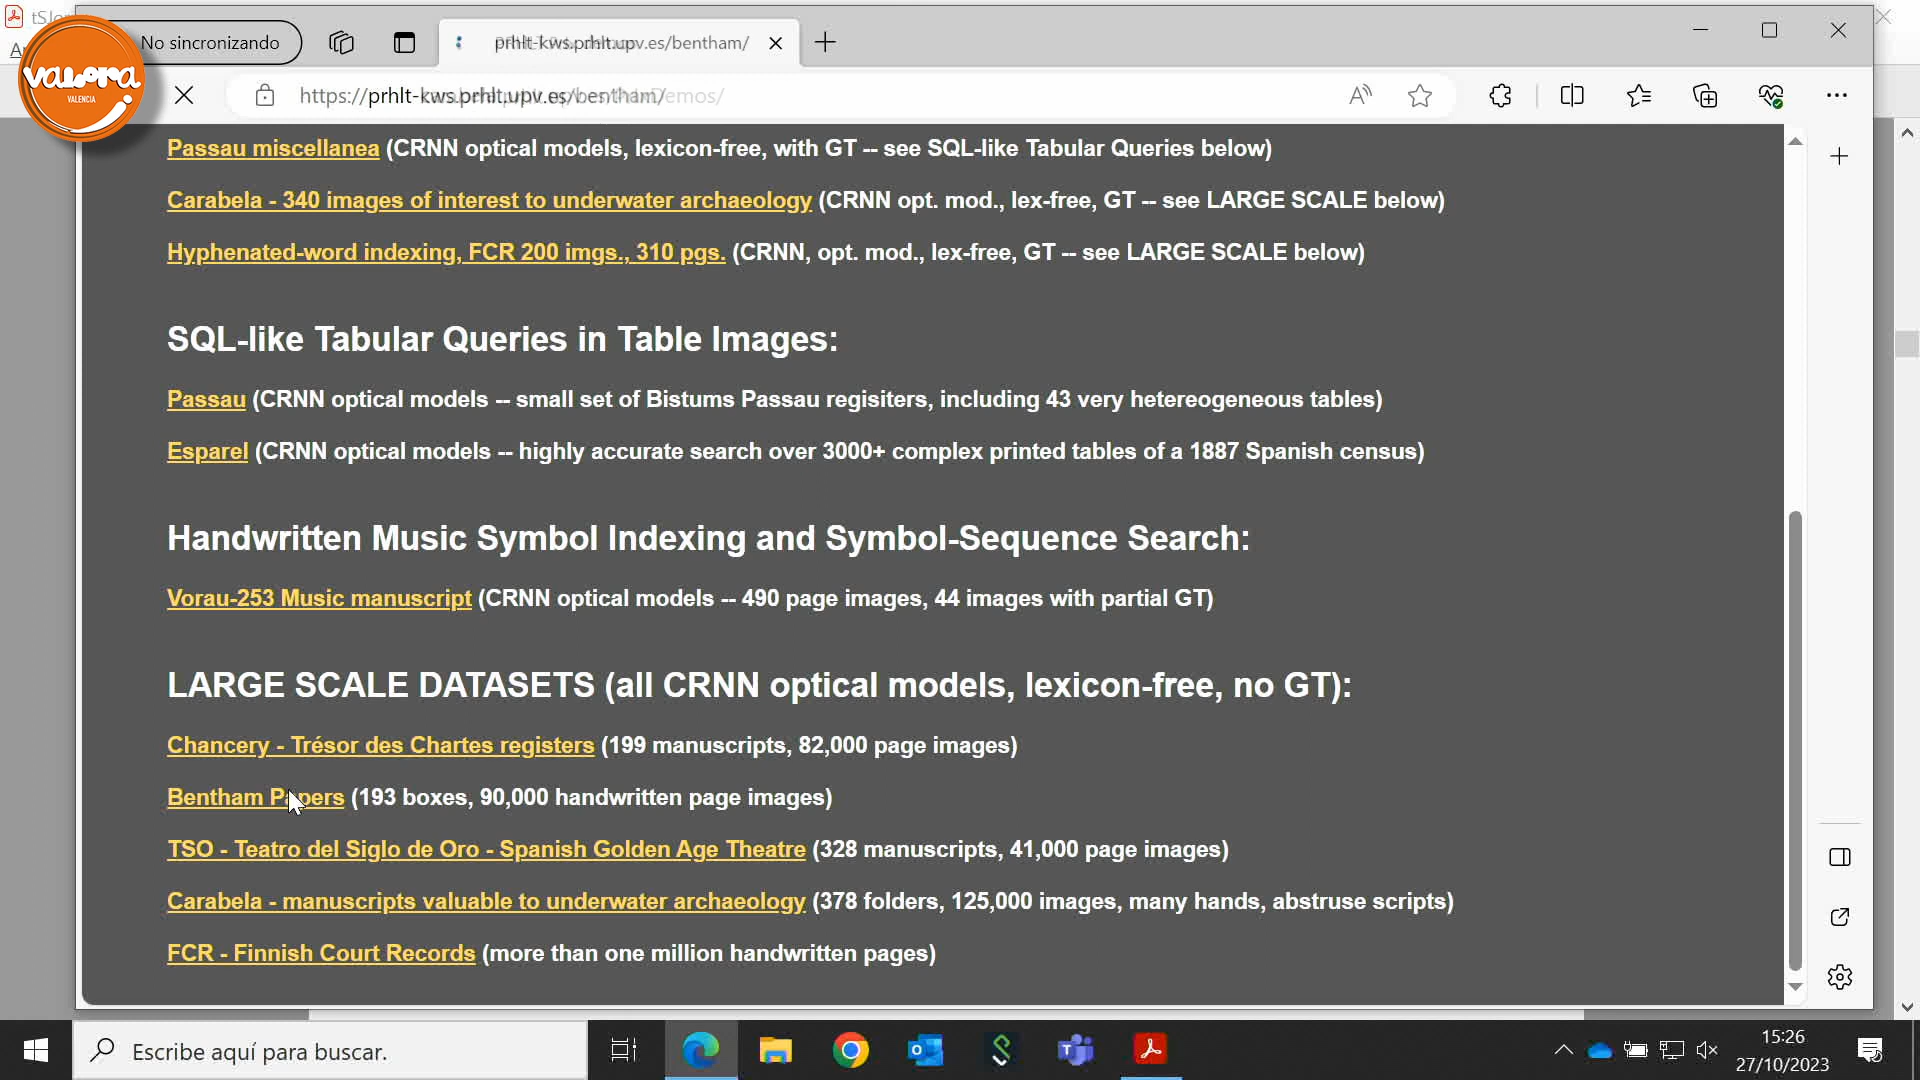 No sincronizando
prhlt-kws.prhlt.upv.es/bentham/
valora
VALENCIA
https://prhlt-kws.prhlt.upv.es/bentham/
Passau miscellanea (CRNN optical models, lexicon-free, with GT -- see SQL-like Tabular Queries below)
Carabela - 340 images of interest to underwater archaeology (CRNN opt. mod., lex-free, GT -- see LARGE SCALE below)
Hyphenated-word indexing, FCR 200 imgs., 310 pgs. (CRNN, opt. mod., lex-free, GT -- see LARGE SCALE below)
SQL-like Tabular Queries in Table Images:
Passau (CRNN optical models -- small set of Bistums Passau regisiters, including 43 very hetereogeneous tables)
Esparel (CRNN optical models -- highly accurate search over 3000+ complex printed tables of a 1887 Spanish census)
Handwritten Music Symbol Indexing and Symbol-Sequence Search:
Vorau-253 Music manuscript (CRNN optical models -- 490 page images, 44 images with partial GT)
LARGE SCALE DATASETS (all CRNN optical models, lexicon-free, no GT):
Chancery - Trésor des Chartes registers (199 manuscripts, 82,000 page images)
Bentham Papers (193 boxes, 90,000 handwritten page images)
TSO - Teatro del Siglo de Oro - Spanish Golden Age Theatre (328 manuscripts, 41,000 page images)
Carabela - manuscripts valuable to underwater archaeology (378 folders, 125,000 images, many hands, abstruse scripts)
FCR - Finnish Court Records (more than one million handwritten pages)
Escribe aquí para buscar.
15:26
27/10/2023